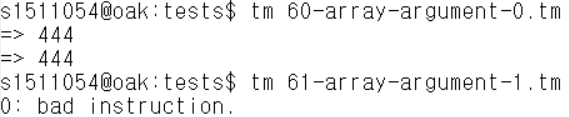 s1511054@oak:tests$ tm 60-array-argument-0.tm
=> 444
=> 444
s1511054@oak:tests$ tm 61-array-argument-1.tm
0: bad instruction.